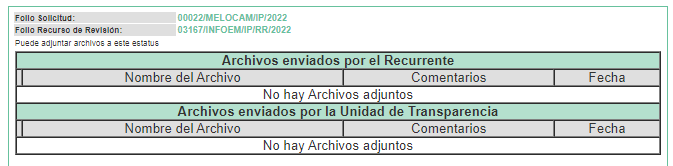 Folio Solicitud: 00022/MELOCAM/IP/2022
Folio Recurso de Revisión: 03167/INFOEM/IP/RR/2022
Puede adjuntar archivos a este estatus
Archivos enviados por el Recurrente
Nombre del Archivo Comentarios Fecha
No hay Archivos adjuntos
Archivos enviados por la Unidad de Transparencia
Nombre del Archivo Comentarios Fecha
No hay Archivos adjuntos